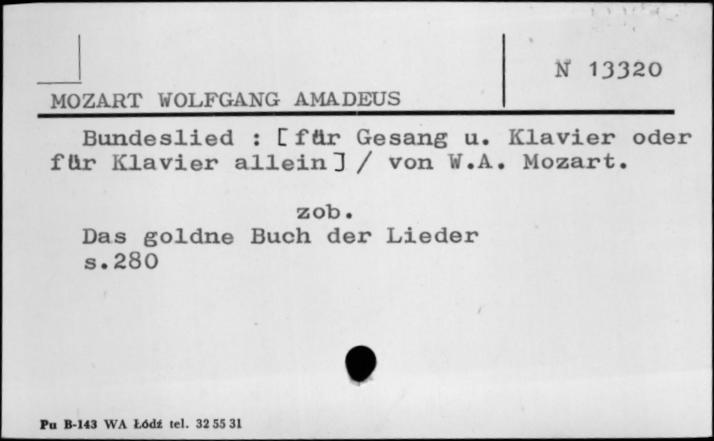 N 13320
MOZART WOLFGANG AMADEUS
Bundeslied : [für Gesang u. Klavier oder
für Klavier allein] / von W.A. Mozart.
zob.
Das goldne Buch der Lieder
s.280
Pu B-143 WA Łódź tel. 32 55 31